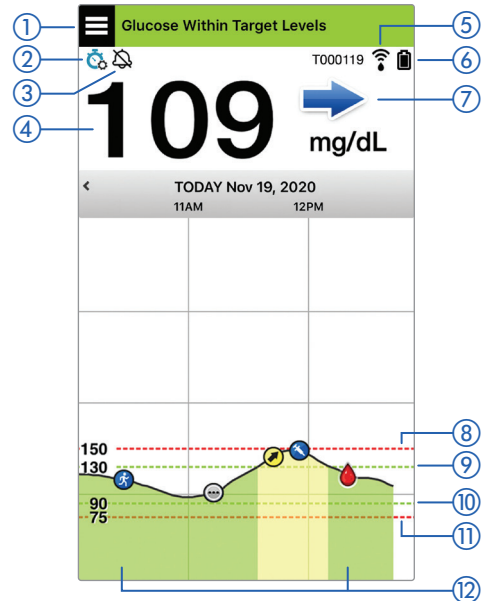 ① Glucose Within Target Levels ⑤
② T000119 ⑥
③
④ 109 mg/dL ⑦
TODAY Nov 19, 2020
11AM 12PM
150 ⑧
130 ⑨
90 ⑩
75 ⑪
⑫